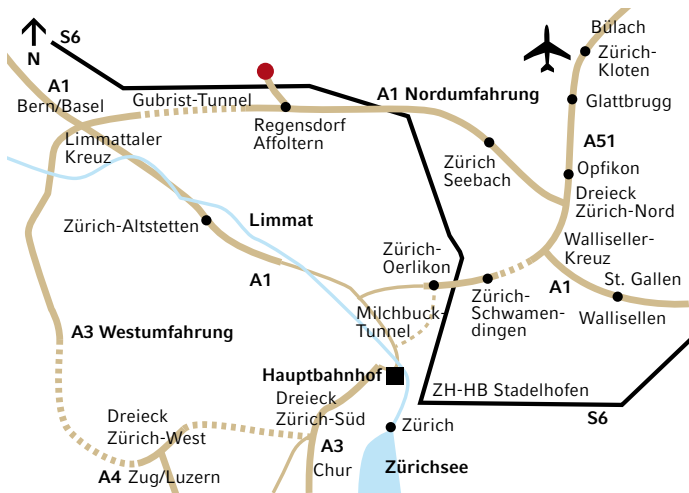 S6
N
A1
Bern/Basel
Gubrist-Tunnel
A1 Nordumfahrung
Bülach
Zürich-
Kloten
Glattbrugg
A51
Opfikon
Limmattaler
Kreuz
Regensdorf
Affoltern
Zürich
Seebach
Dreieck
Zürich-Nord
Zürich-Altstetten
Limmat
A1
Zürich-
Oerlikon
Walliseller-
Kreuz
A1
St. Gallen
Wallisellen
Milchbuck-
Tunnel
Zürich-
Schwamen-
dingen
A3 Westumfahrung
Hauptbahnhof
ZH-HB Stadelhofen
S6
Dreieck
Zürich-Süd
Dreieck
Zürich-West
Zürich
A3
Chur
Zürichsee
A4 Zug/Luzern